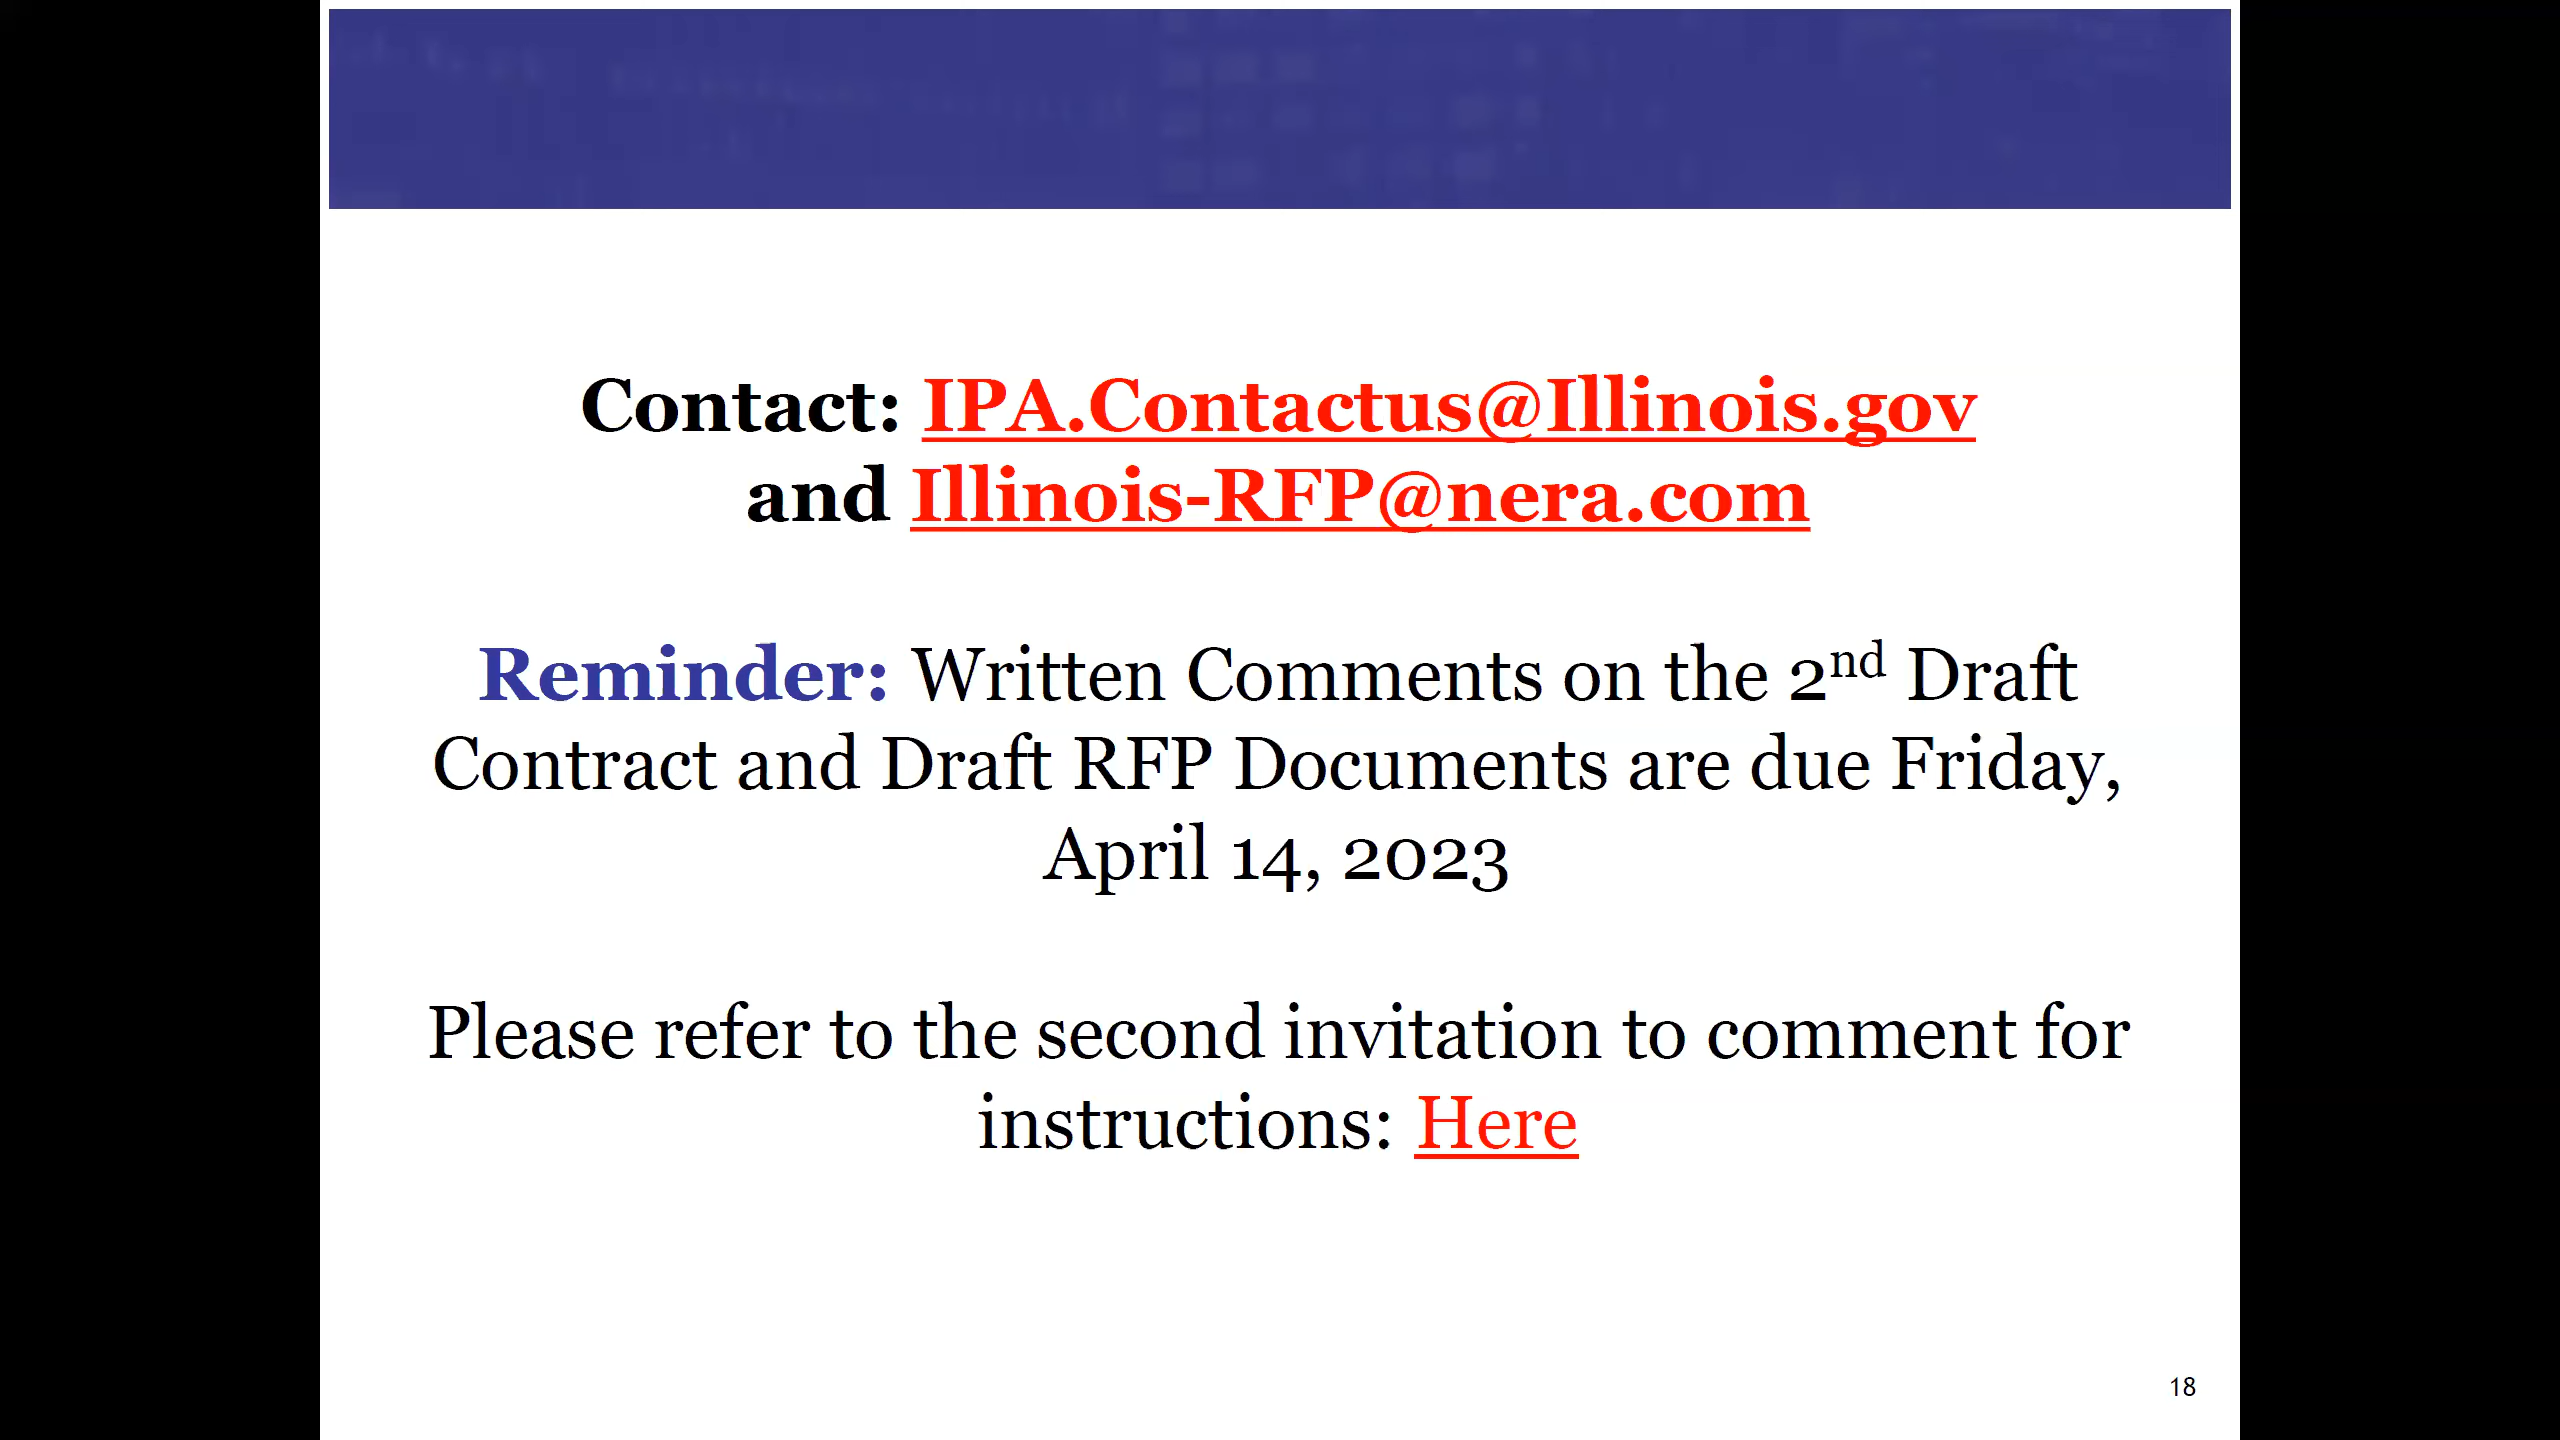 Contact: IPA.Contactus@Illinois.gov
and Illinois-RFP@nera.com
Reminder: Written Comments on the 2nd Draft
Contract and Draft RFP Documents are due Friday,
April 14, 2023
Please refer to the second invitation to comment for
instructions: Here
18